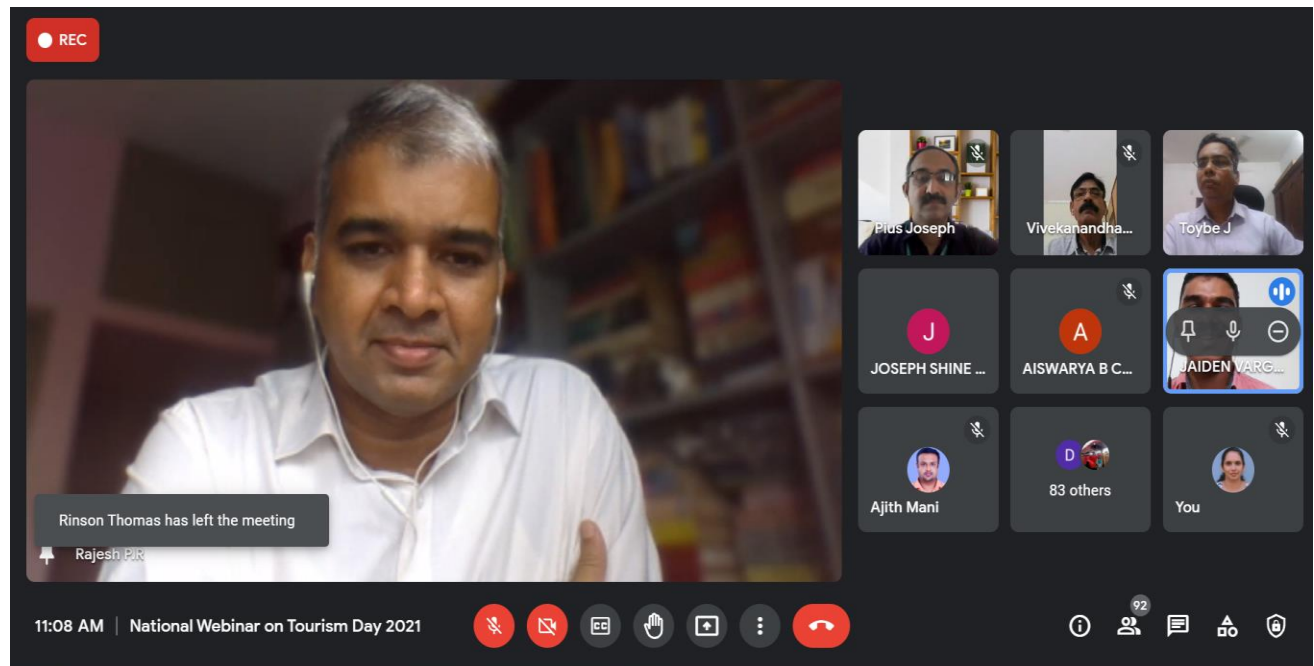 REC
Rinson Thomas has left the meeting
Rajesh P.R
Pius Joseph
Vivekanandha...
Toybe J
J
JOSEPH SHINE ...
A
AISWARYA B C...
JAIDEN VARG...
Ajith Mani
D
83 others
You
11:08 AM | National Webinar on Tourism Day 2021
CC
92